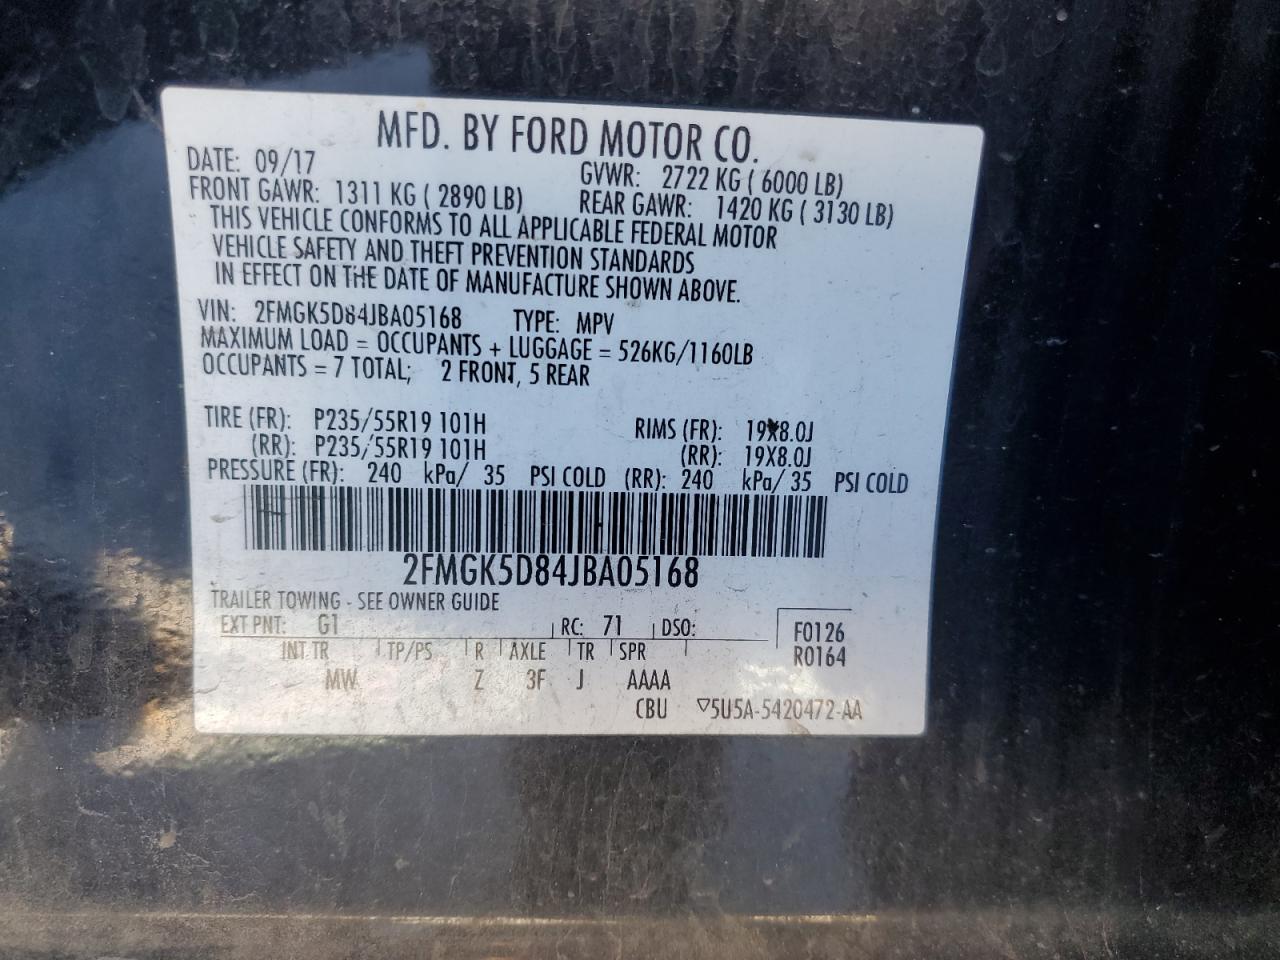 MFD. BY FORD MOTOR CO.
DATE: 09/17 GVWR: 2722 KG ( 6000 LB)
FRONT GAWR: 1311 KG ( 2890 LB) REAR GAWR: 1420 KG ( 3130 LB)
THIS VEHICLE CONFORMS TO ALL APPLICABLE FEDERAL MOTOR
VEHICLE SAFETY AND THEFT PREVENTION STANDARDS
IN EFFECT ON THE DATE OF MANUFACTURE SHOWN ABOVE.
VIN: 2FMGK5D84JBA05168 TYPE: MPV
MAXIMUM LOAD = OCCUPANTS + LUGGAGE = 526KG/1160LB
OCCUPANTS = 7 TOTAL; 2 FRONT, 5 REAR
TIRE (FR): P235/55R19 101H RIMS (FR): 19X8.0J
(RR): P235/55R19 101H (RR): 19X8.0J
PRESSURE (FR): 240 kPa/ 35 PSI COLD (RR): 240 kPa/ 35 PSI COLD
2FMGK5D84JBA05168
TRAILER TOWING - SEE OWNER GUIDE
EXT PNT: G1 RC: 71 DSO: F0126
INT TR TP/PS R AXLE TR SPR R0164
MW Z 3F J AAAA
CBU ▽5U5A-5420472-AA